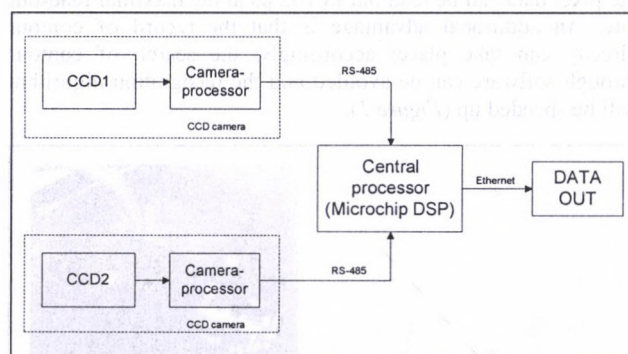 CCD1
Camera-
processor
CCD camera
RS-485
Central
processor
(Microchip DSP)
Ethernet
DATA
OUT
CCD2
Camera-
processor
CCD camera
RS-485